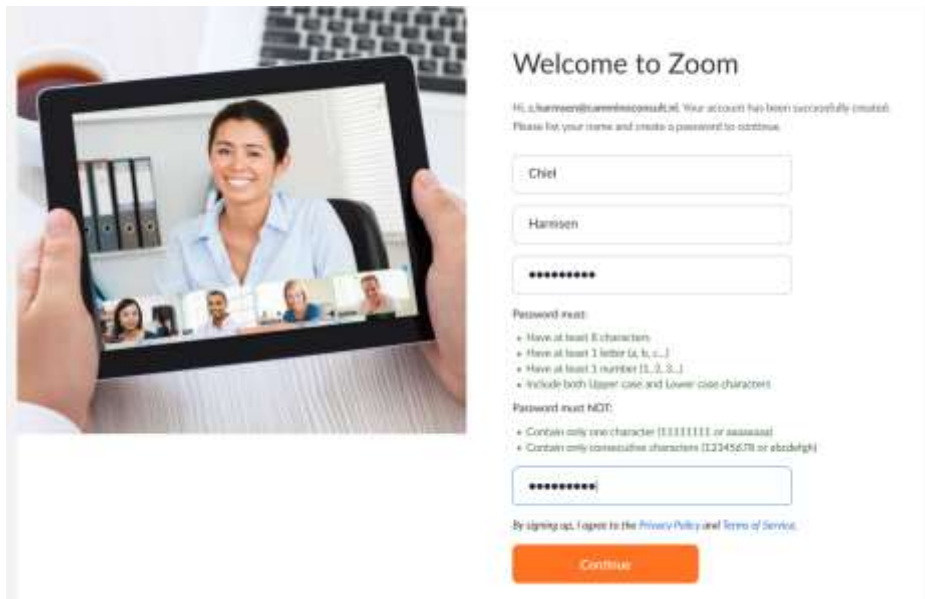 Welcome to Zoom
Hi, c.harmsen@camminsconsult.nl. Your account has been successfully created.
Please list your name and create a password to continue.
Chiel
Harmsen
Password must:
Have at least 8 characters
Have at least 1 letter (a, b, c...)
Have at least 1 number (1, 2, 3...)
Include both Upper case and Lower case characters
Password must NOT:
Contain only one character (11111111 or aaaaaaaa)
Contain only consecutive characters (12345678 or abcdefgh)
By signing up, I agree to the Privacy Policy and Terms of Service.
Continue